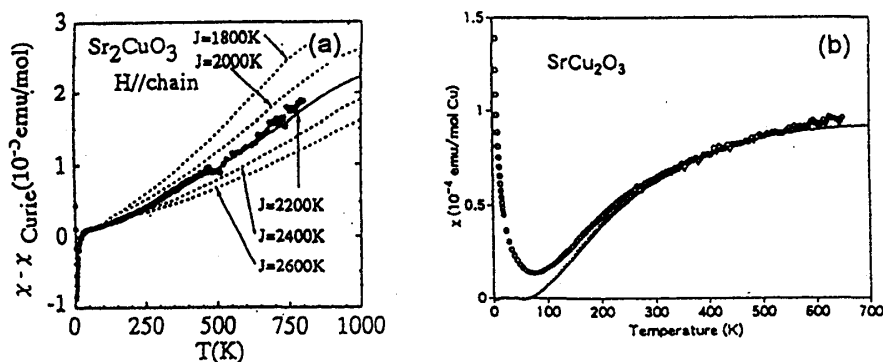 χ - χ Curie (10⁻⁵ emu/mol)
3
2
1
0
-1
Sr₂CuO₃
H//chain
(a)
J=1800K
J=2000K
J=2200K
J=2400K
J=2600K
0 250 500 750 1000
T(K)
χ (10⁻⁴ emu/mol Cu)
1.5
1
0.5
0
SrCu₂O₃
(b)
0 100 200 300 400 500 600 700
Temperature (K)